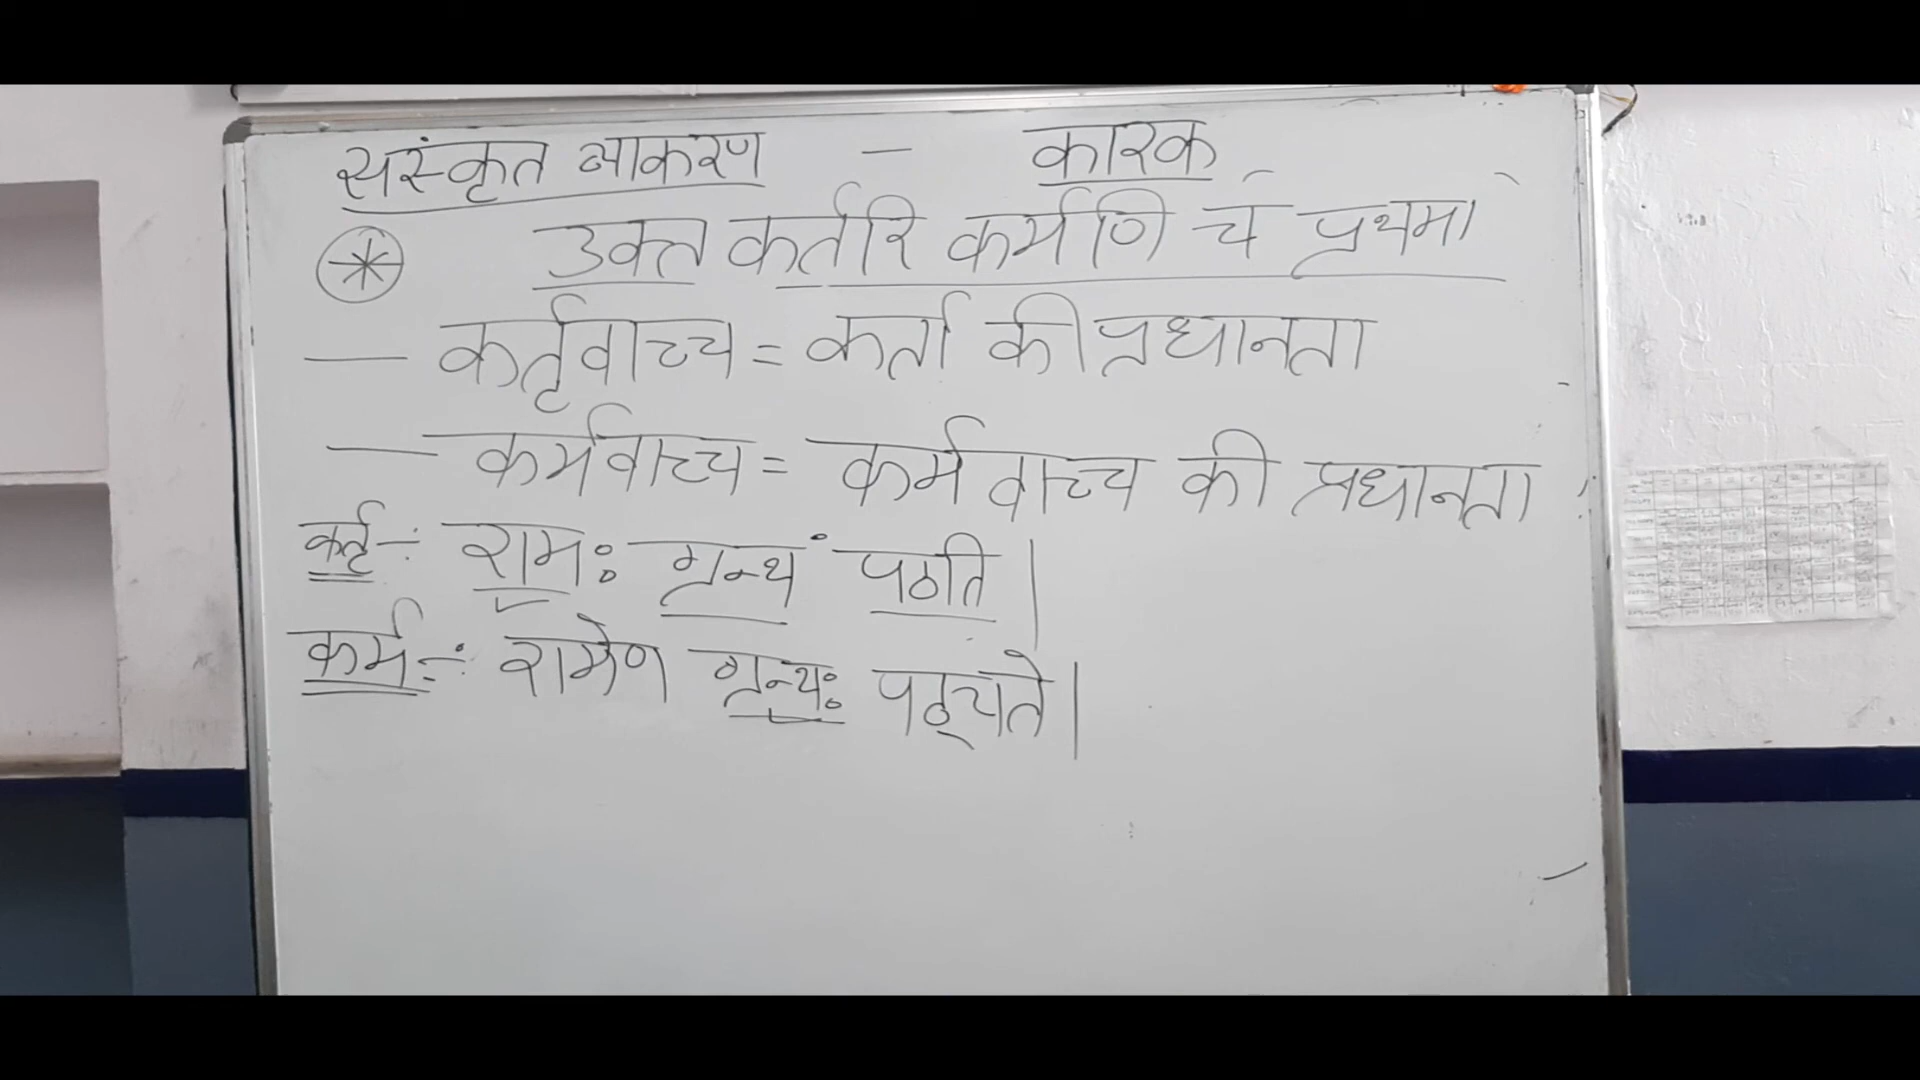 संस्कृत व्याकरण - कारक
उक्त कर्तरि कर्मणि च प्रथमा
— कर्तृवाच्य = कर्ता की प्रधानता
— कर्मवाच्य = कर्म वाच्य की प्रधानता
कर्तृ -: रामः ग्रन्थं पठति।
कर्म -: रामेण ग्रन्थः पठ्यते।